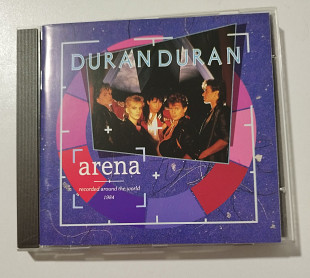 DURAN DURAN
arena
recorded around the world
1984